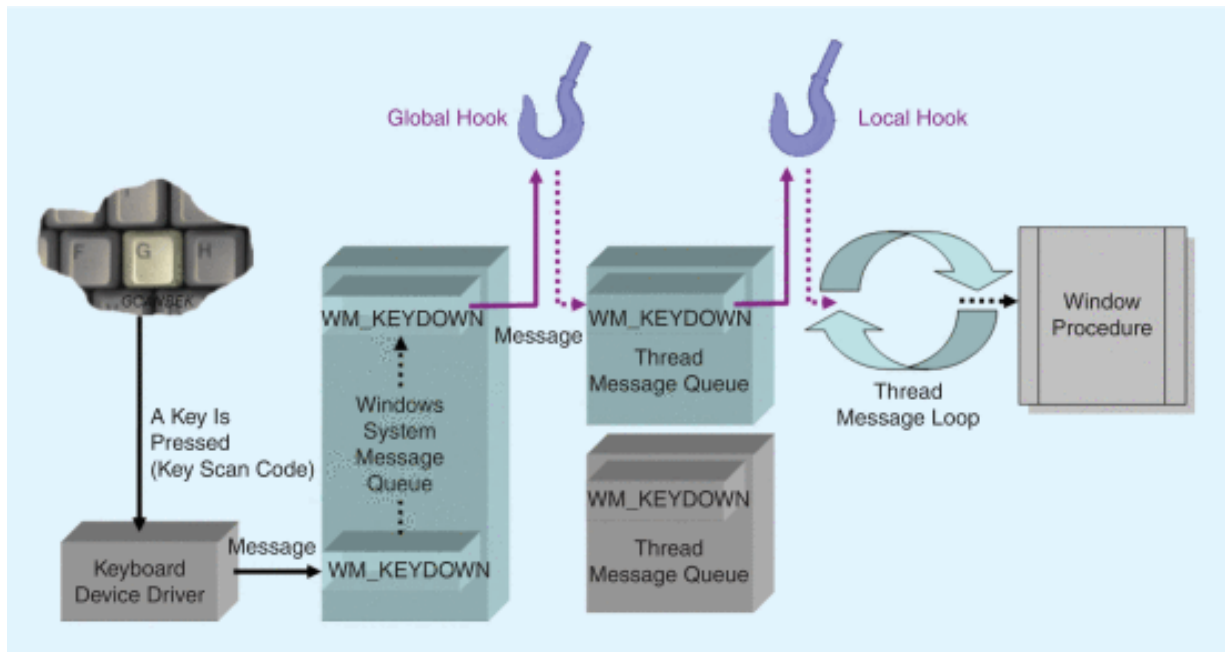 Global Hook
Local Hook
F
G
H
WM_KEYDOWN
Message
WM_KEYDOWN
Thread
Message Queue
Windows
System
Message
Queue
A Key Is
Pressed
(Key Scan Code)
Thread
Message Loop
Window
Procedure
WM_KEYDOWN
Thread
Message Queue
Keyboard
Device Driver
Message
WM_KEYDOWN